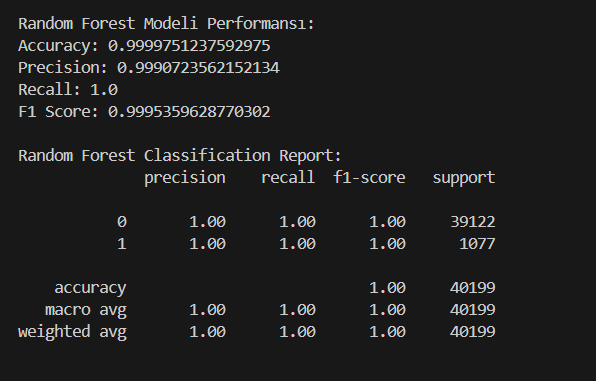 Random Forest Modeli Performansı:
Accuracy: 0.9999751237592975
Precision: 0.9990723562152134
Recall: 1.0
F1 Score: 0.9995359628770302
Random Forest Classification Report:
precision recall f1-score support
0 1.00 1.00 1.00 39122
1 1.00 1.00 1.00 1077
accuracy 1.00 40199
macro avg 1.00 1.00 1.00 40199
weighted avg 1.00 1.00 1.00 40199